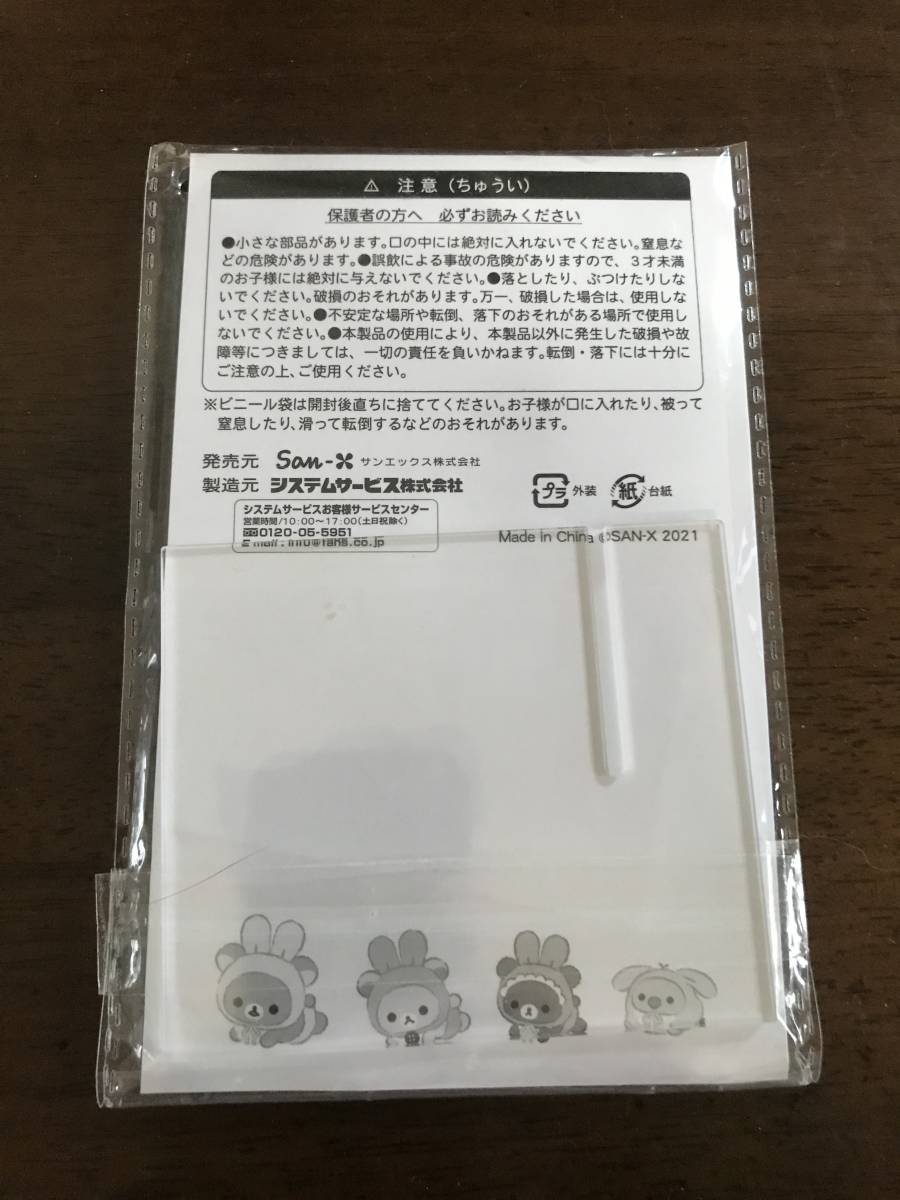 ⚠ 注意（ちゅうい）
保護者の方へ　必ずお読みください
●小さな部品があります。口の中には絶対に入れないでください。窒息な
どの危険があります。●誤飲による事故の危険がありますので、3才未満
のお子様には絶対に与えないでください。●落としたり、ぶつけたりしな
いでください。破損のおそれがあります。万一、破損した場合は、使用しな
いでください。●不安定な場所や転倒、落下のおそれがある場所で使用し
ないでください。●本製品の使用により、本製品以外に発生した破損や故
障等につきましては、一切の責任を負いかねます。転倒・落下には十分に
ご注意の上、ご使用ください。
※ビニール袋は開封後直ちに捨ててください。お子様が口に入れたり、被って
窒息したり、滑って転倒するなどのおそれがあります。
発売元 San-X サンエックス株式会社
製造元 システムサービス株式会社
プラ 外装 紙 台紙
システムサービスお客様サービスセンター
営業時間/10:00～17:00(土日祝除く)
0120-05-5951
E-mail : info@fans.co.jp
Made in China ©SAN-X 2021